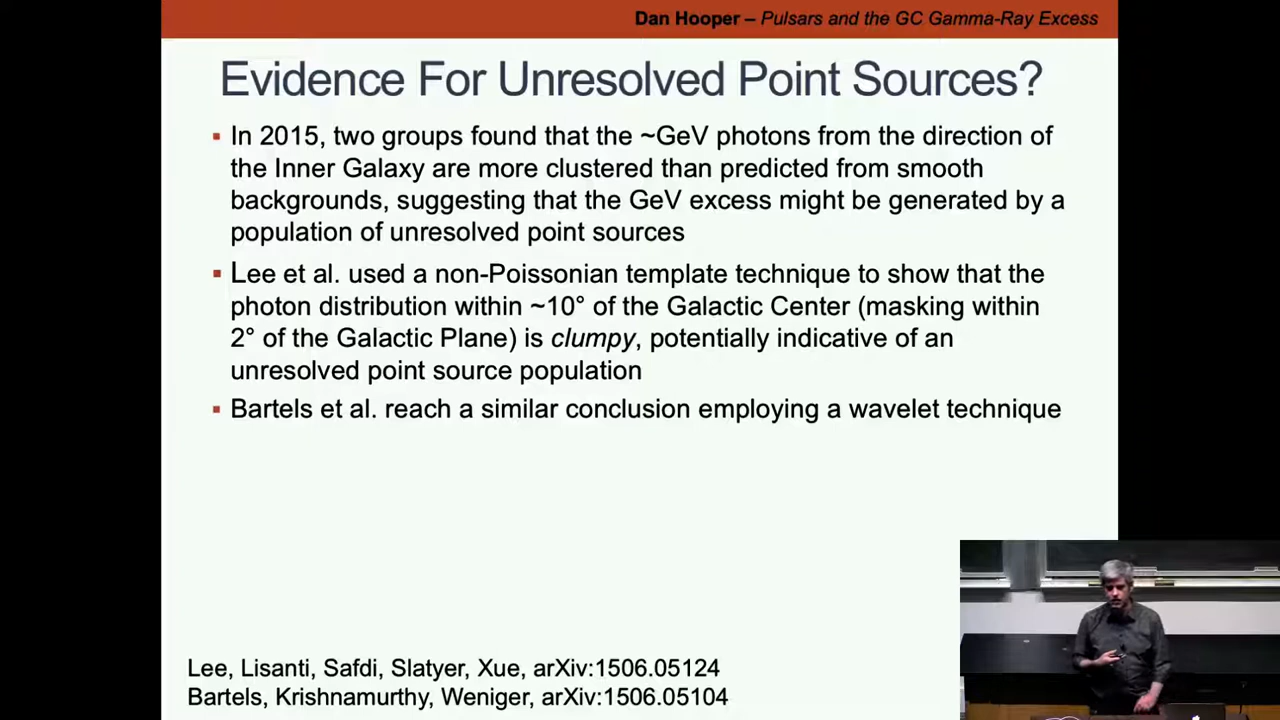 Dan Hooper – Pulsars and the GC Gamma-Ray Excess
Evidence For Unresolved Point Sources?
▪ In 2015, two groups found that the ~GeV photons from the direction of
the Inner Galaxy are more clustered than predicted from smooth
backgrounds, suggesting that the GeV excess might be generated by a
population of unresolved point sources
▪ Lee et al. used a non-Poissonian template technique to show that the
photon distribution within ~10° of the Galactic Center (masking within
2° of the Galactic Plane) is clumpy, potentially indicative of an
unresolved point source population
▪ Bartels et al. reach a similar conclusion employing a wavelet technique
Lee, Lisanti, Safdi, Slatyer, Xue, arXiv:1506.05124
Bartels, Krishnamurthy, Weniger, arXiv:1506.05104